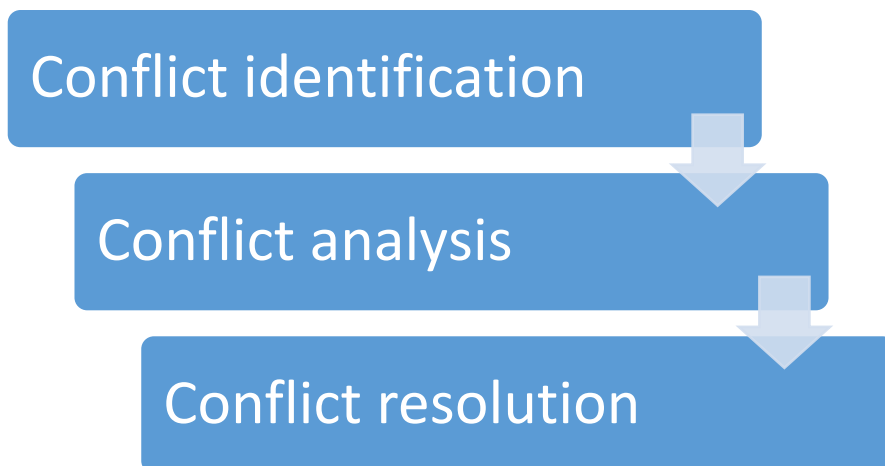 Conflict identification
Conflict analysis
Conflict resolution